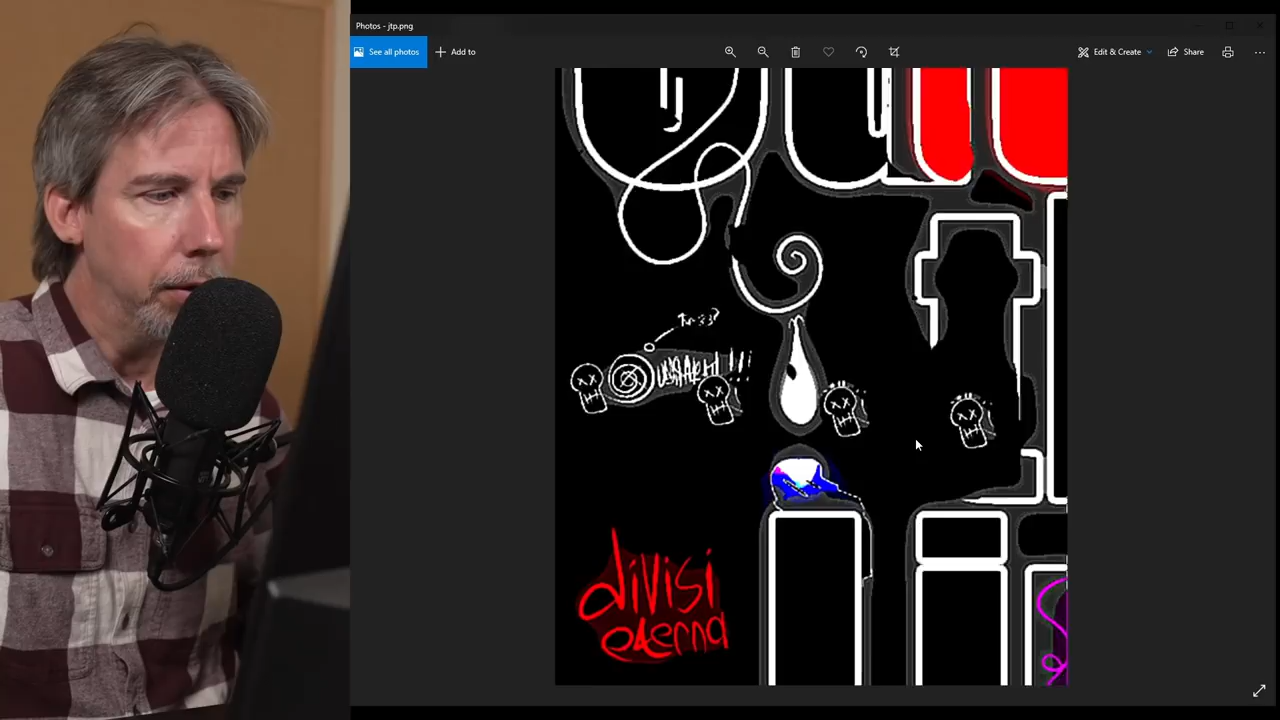 Photos - jtp.png
See all photos
Add to
Edit & Create
Share
divisi
eterna